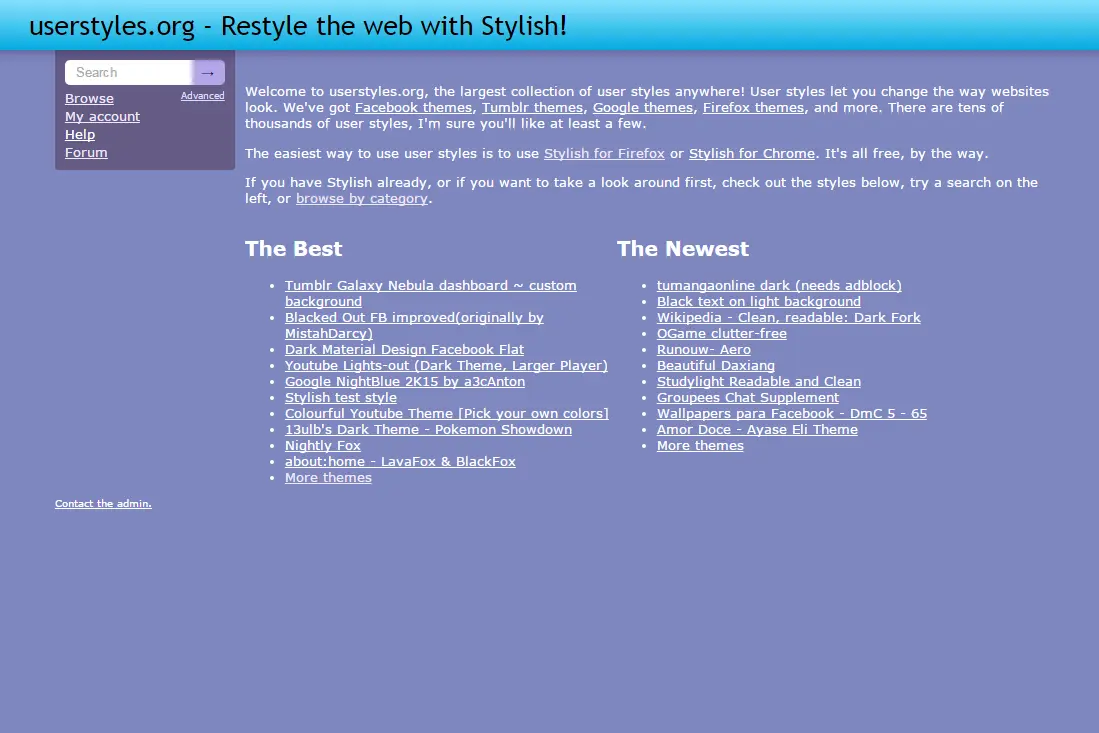 userstyles.org - Restyle the web with Stylish!
Search →
Advanced
Browse
My account
Help
Forum
Welcome to userstyles.org, the largest collection of user styles anywhere! User styles let you change the way websites
look. We've got Facebook themes, Tumblr themes, Google themes, Firefox themes, and more. There are tens of
thousands of user styles, I'm sure you'll like at least a few.
The easiest way to use user styles is to use Stylish for Firefox or Stylish for Chrome. It's all free, by the way.
If you have Stylish already, or if you want to take a look around first, check out the styles below, try a search on the
left, or browse by category.
The Best
• Tumblr Galaxy Nebula dashboard ~ custom
background
• Blacked Out FB improved(originally by
MistahDarcy)
• Dark Material Design Facebook Flat
• Youtube Lights-out (Dark Theme, Larger Player)
• Google NightBlue 2K15 by a3cAnton
• Stylish test style
• Colourful Youtube Theme [Pick your own colors]
• 13ulb's Dark Theme - Pokemon Showdown
• Nightly Fox
• about:home - LavaFox & BlackFox
• More themes
The Newest
• tumangaonline dark (needs adblock)
• Black text on light background
• Wikipedia - Clean, readable: Dark Fork
• OGame clutter-free
• Runouw- Aero
• Beautiful Daxiang
• Studylight Readable and Clean
• Groupees Chat Supplement
• Wallpapers para Facebook - DmC 5 - 65
• Amor Doce - Ayase Eli Theme
• More themes
Contact the admin.